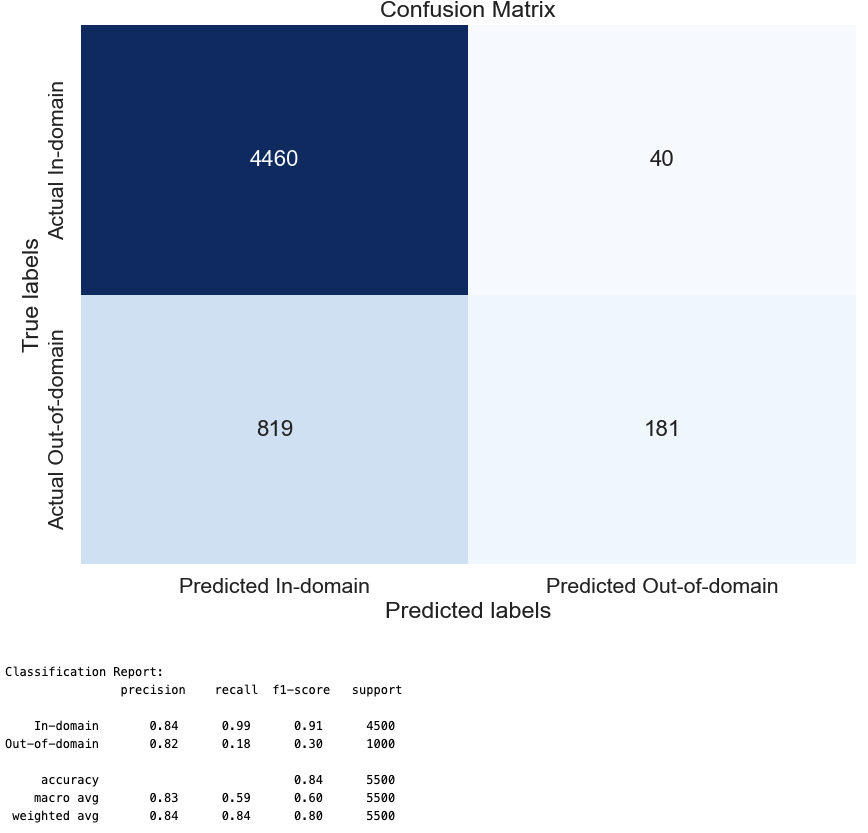 Confusion Matrix
True labels
Actual In-domain
4460
40
Actual Out-of-domain
819
181
Predicted In-domain
Predicted Out-of-domain
Predicted labels
Classification Report:
precision recall f1-score support
In-domain 0.84 0.99 0.91 4500
Out-of-domain 0.82 0.18 0.30 1000
accuracy 0.84 5500
macro avg 0.83 0.59 0.60 5500
weighted avg 0.84 0.84 0.80 5500